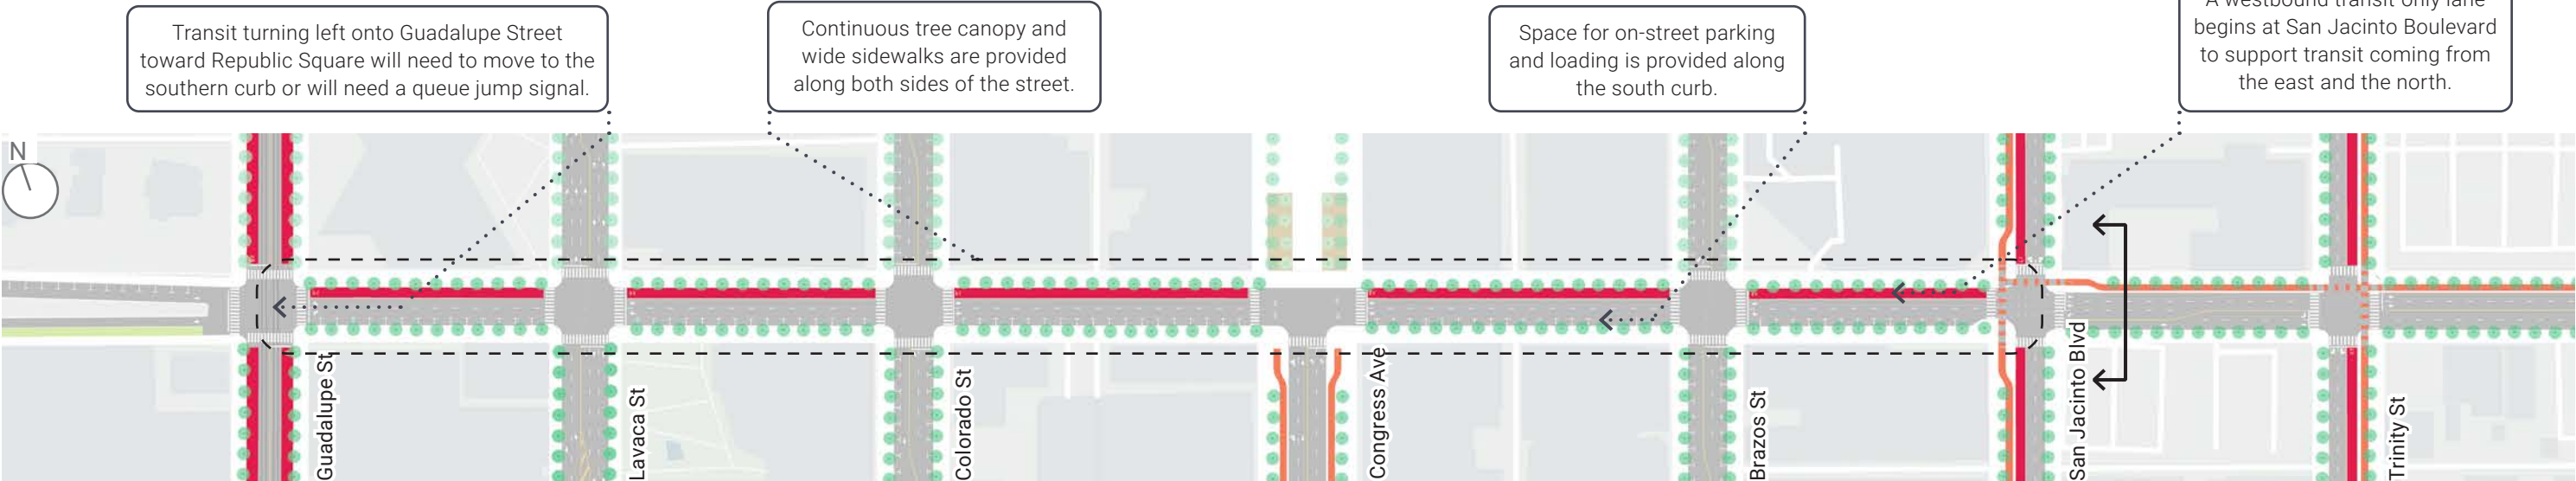 Transit turning left onto Guadalupe Street
toward Republic Square will need to move to the
southern curb or will need a queue jump signal.
Continuous tree canopy and
wide sidewalks are provided
along both sides of the street.
Space for on-street parking
and loading is provided along
the south curb.
A westbound transit only lane
begins at San Jacinto Boulevard
to support transit coming from
the east and the north.
N
Guadalupe St
Lavaca St
Colorado St
Congress Ave
Brazos St
San Jacinto Blvd
Trinity St